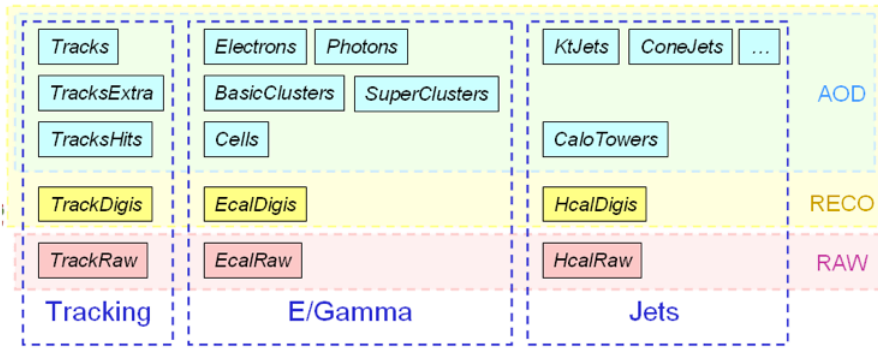 Tracks Electrons Photons KtJets ConeJets ...
TracksExtra BasicClusters SuperClusters AOD
TracksHits Cells CaloTowers
TrackDigis EcalDigis HcalDigis RECO
TrackRaw EcalRaw HcalRaw RAW
Tracking E/Gamma Jets